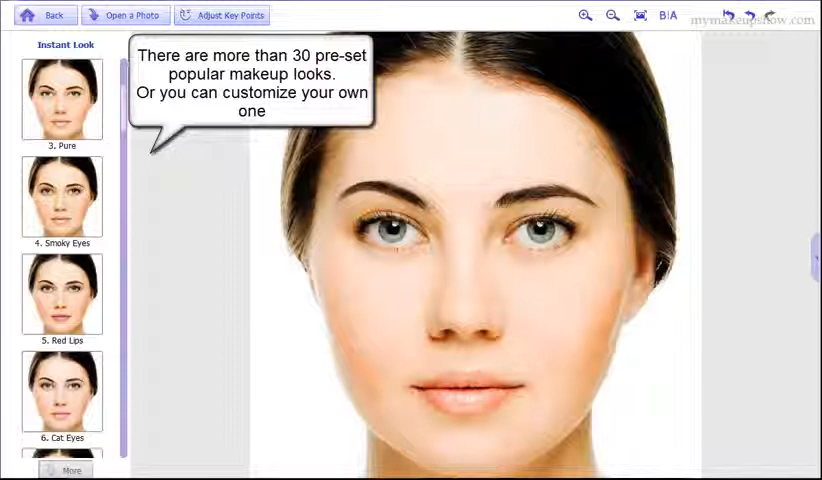 Back
Open a Photo
Adjust Key Points
B|A
mymakeupshow.com
Instant Look
There are more than 30 pre-set
popular makeup looks.
Or you can customize your own
one
3. Pure
4. Smoky Eyes
5. Red Lips
6. Cat Eyes
More